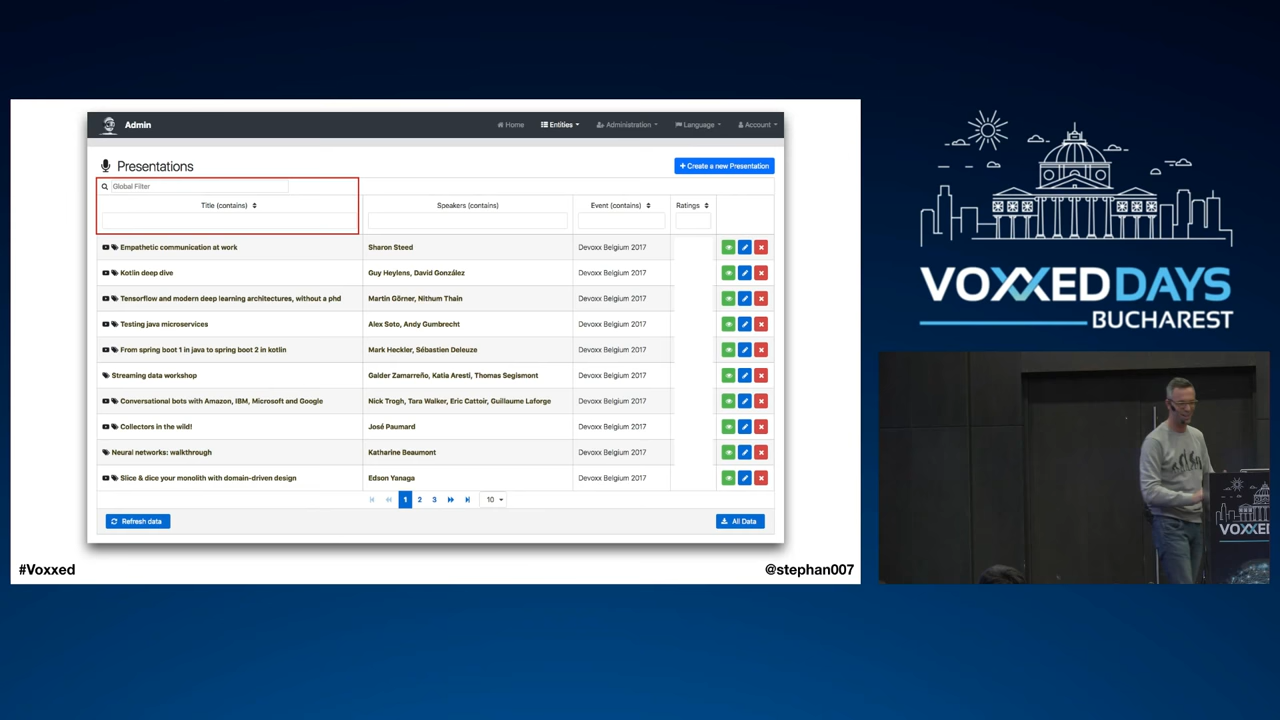 Admin
Home Entities Administration Language Account
Presentations
+ Create a new Presentation
Global Filter
Title (contains) Speakers (contains) Event (contains) Ratings
Empathetic communication at work Sharon Steed Devoxx Belgium 2017
Kotlin deep dive Guy Heylens, David González Devoxx Belgium 2017
Tensorflow and modern deep learning architectures, without a phd Martin Görner, Nithum Thain Devoxx Belgium 2017
Testing java microservices Alex Soto, Andy Gumbrecht Devoxx Belgium 2017
From spring boot 1 in java to spring boot 2 in kotlin Mark Heckler, Sébastien Deleuze Devoxx Belgium 2017
Streaming data workshop Galder Zamarreño, Katia Aresti, Thomas Segismont Devoxx Belgium 2017
Conversational bots with Amazon, IBM, Microsoft and Google Nick Trogh, Tara Walker, Eric Cattoir, Guillaume Laforge Devoxx Belgium 2017
Collectors in the wild! José Paumard Devoxx Belgium 2017
Neural networks: walkthrough Katharine Beaumont Devoxx Belgium 2017
Slice & dice your monolith with domain-driven design Edson Yanaga Devoxx Belgium 2017
1 2 3 10
Refresh data All Data
#Voxxed @stephan007
VOXXED DAYS
BUCHAREST
VOXXED